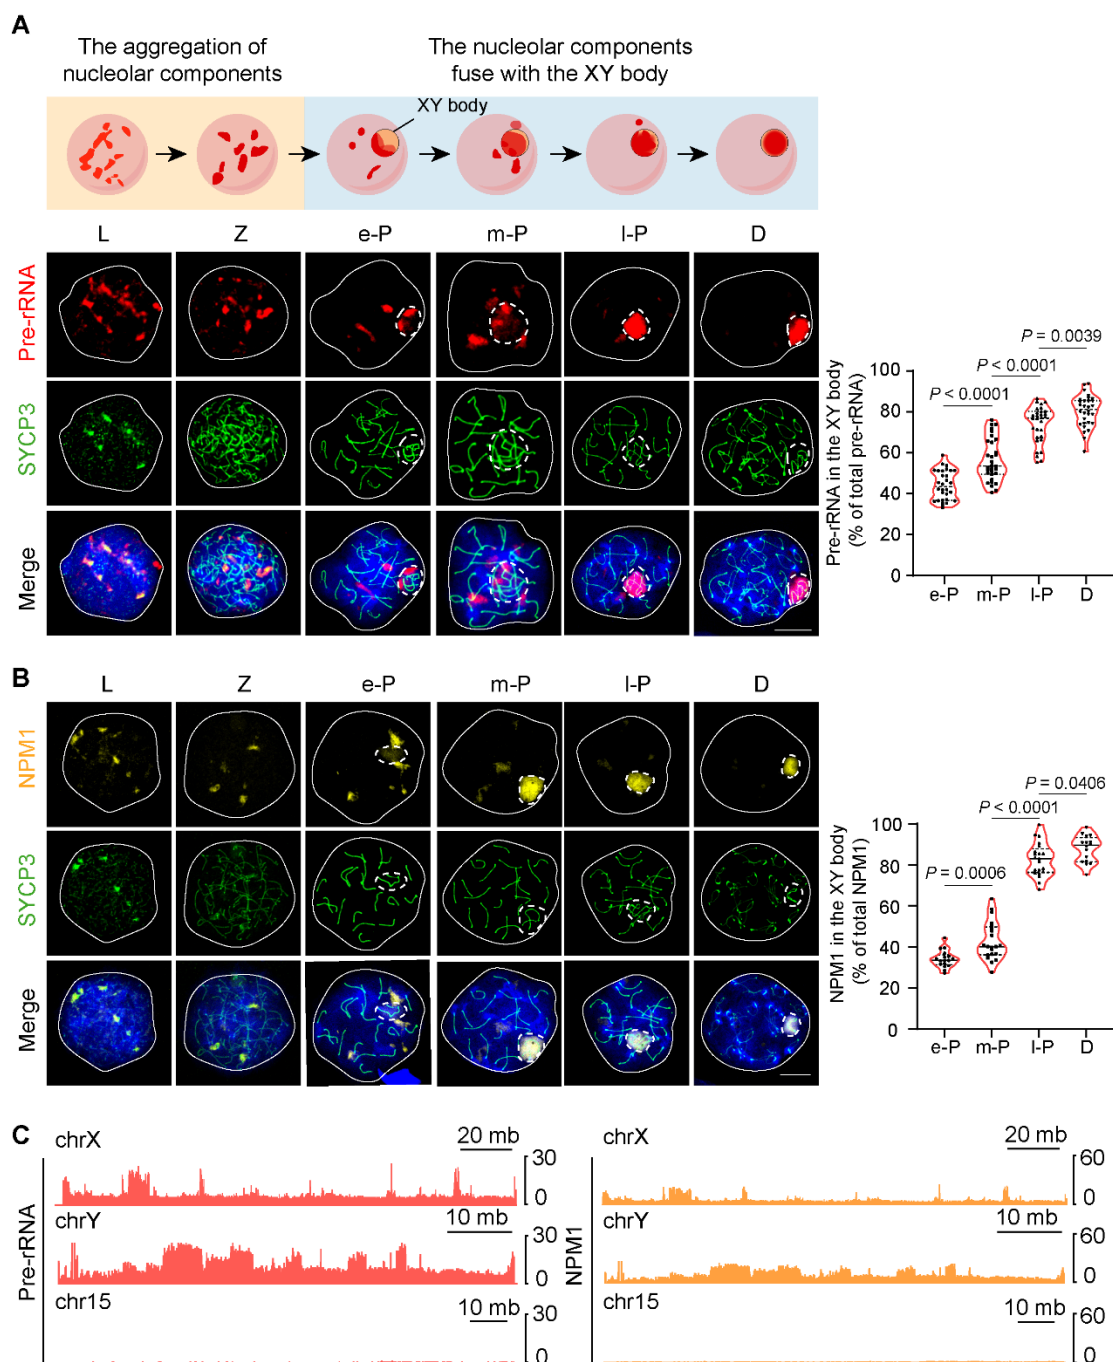 A
The aggregation of
nucleolar components
The nucleolar components
fuse with the XY body
XY body
L Z e-P m-P l-P D
Pre-rRNA
SYCP3
Merge
Pre-rRNA in the XY body
(% of total pre-rRNA)
100
80
60
40
20
0
P < 0.0001
P < 0.0001
P = 0.0039
e-P m-P l-P D
B
L Z e-P m-P l-P D
NPM1
SYCP3
Merge
NPM1 in the XY body
(% of total NPM1)
100
80
60
40
20
0
P = 0.0006
P < 0.0001
P = 0.0406
e-P m-P l-P D
C
Pre-rRNA
chrX
20 mb
30
0
chrY
10 mb
30
0
chr15
10 mb
30
0
NPM1
chrX
20 mb
60
0
chrY
10 mb
60
0
chr15
10 mb
60
0